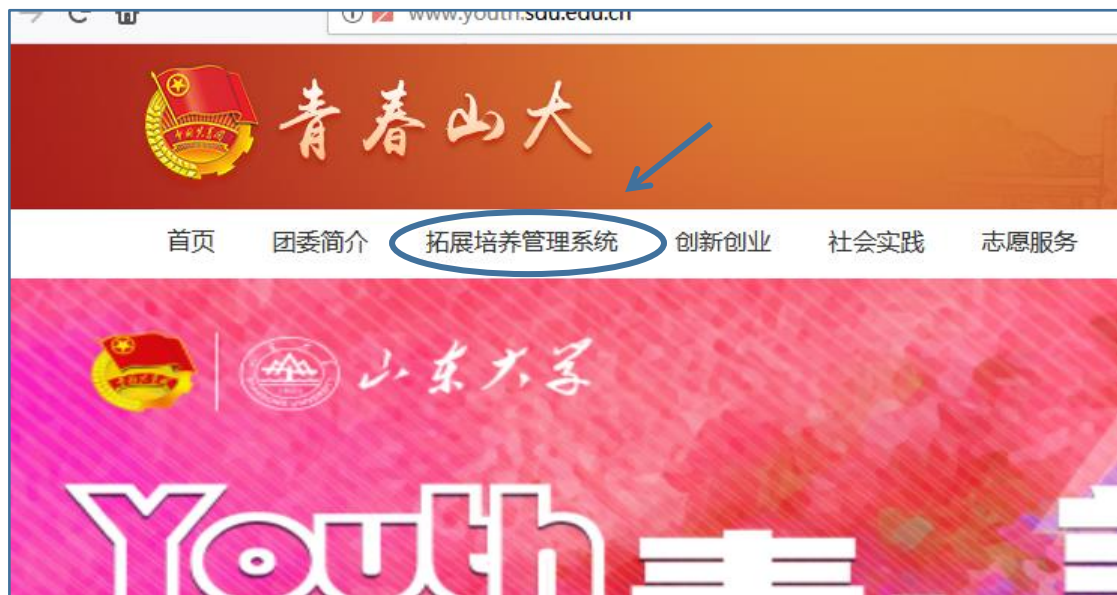 www.youth.sdu.edu.cn
青春山大
首页 团委简介 拓展培养管理系统 创新创业 社会实践 志愿服务
山东大学
Youth 青